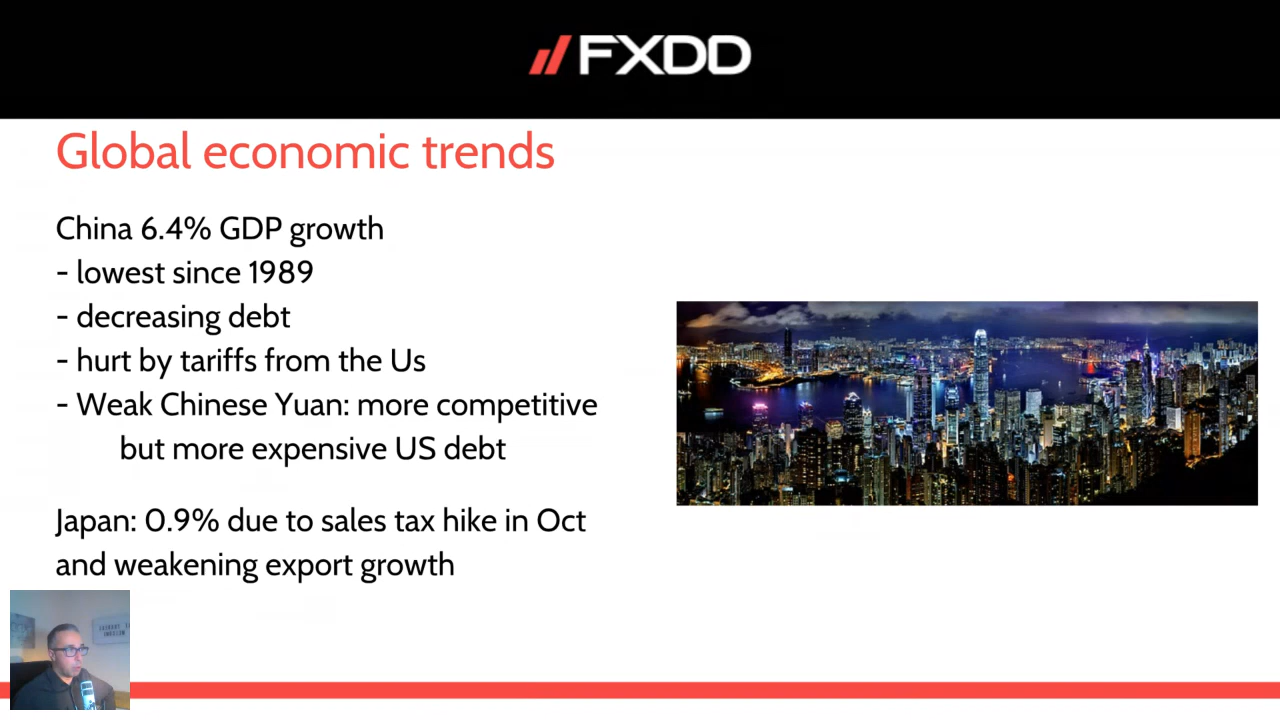 FXDD
Global economic trends
China 6.4% GDP growth
- lowest since 1989
- decreasing debt
- hurt by tariffs from the Us
- Weak Chinese Yuan: more competitive
but more expensive US debt
Japan: 0.9% due to sales tax hike in Oct
and weakening export growth